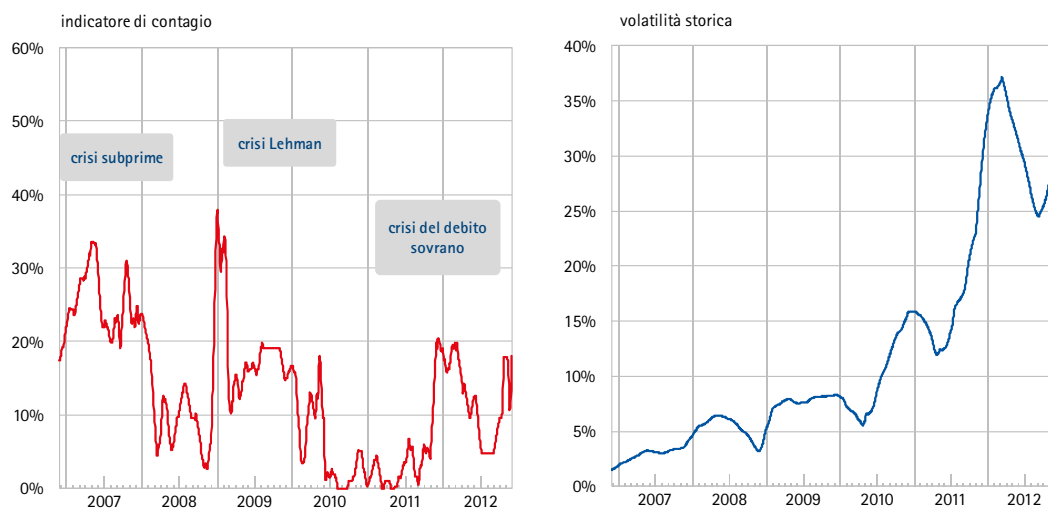 indicatore di contagio
60%
50%
40%
30%
20%
10%
0%
crisi subprime
crisi Lehman
crisi del debito
sovrano
2007 2008 2009 2010 2011 2012
volatilità storica
40%
35%
30%
25%
20%
15%
10%
5%
0%
2007 2008 2009 2010 2011 2012